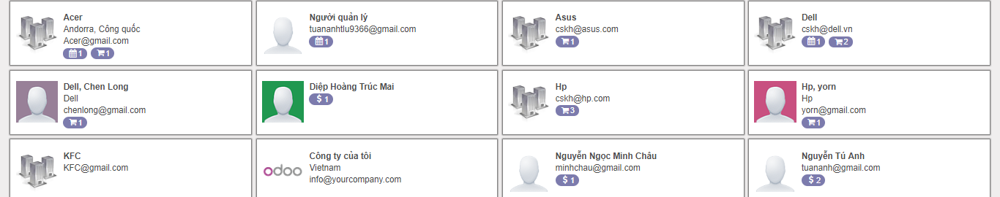 Acer
Andorra, Công quốc
Acer@gmail.com
1 1
Người quản lý
tuananhtlu9366@gmail.com
1
Asus
cskh@asus.com
1
Dell
cskh@dell.vn
1 2
Dell, Chen Long
Dell
chenlong@gmail.com
1
Diệp Hoàng Trúc Mai
$ 1
Hp
cskh@hp.com
3
Hp, yorn
Hp
yorn@gmail.com
1
KFC
KFC@gmail.com
odoo
Công ty của tôi
Vietnam
info@yourcompany.com
Nguyễn Ngọc Minh Châu
minhchau@gmail.com
$ 1
Nguyễn Tú Anh
tuananh@gmail.com
$ 2